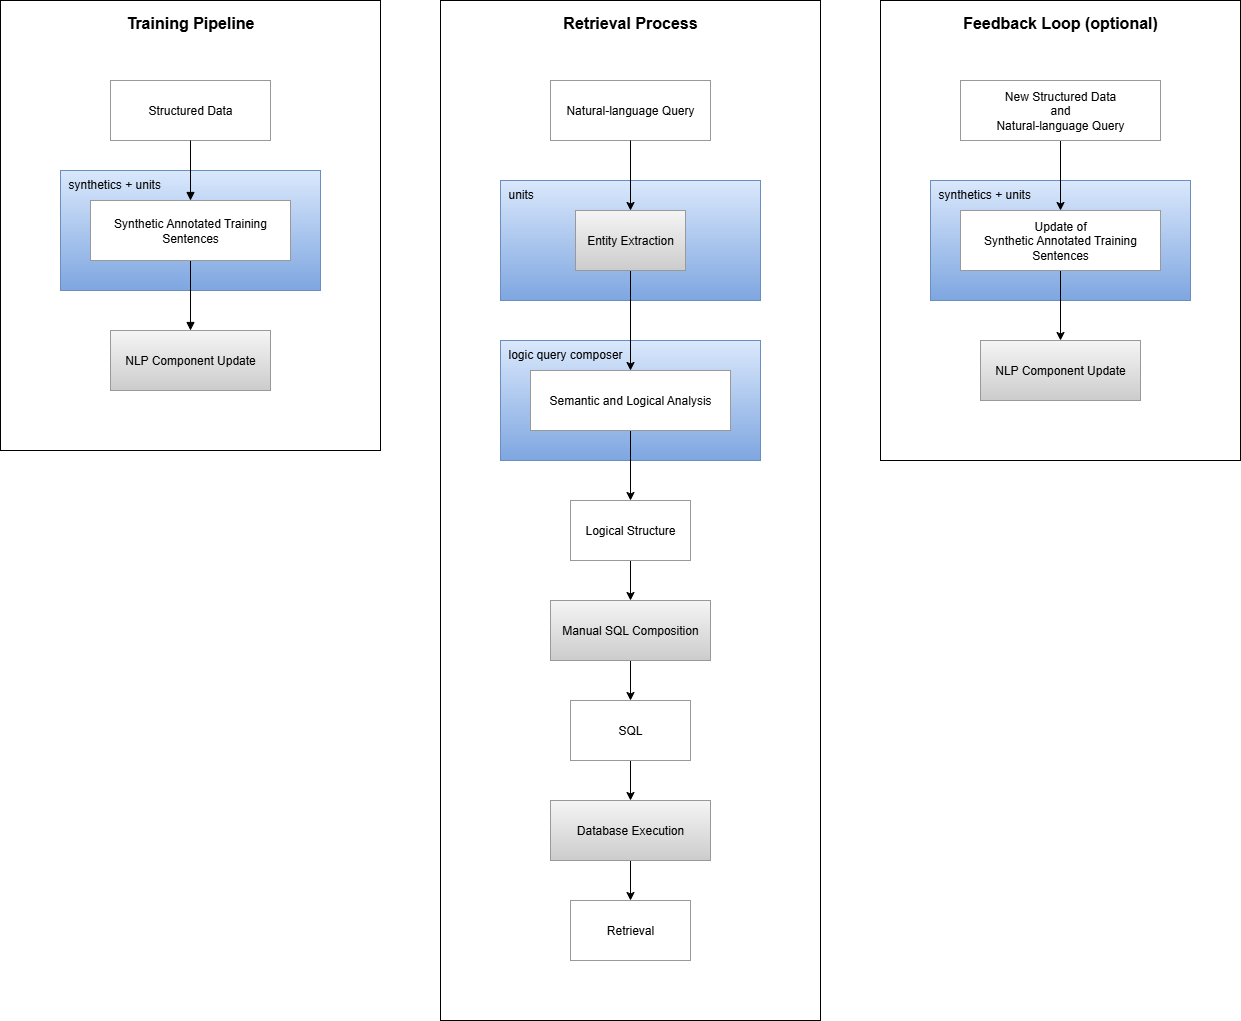 Training Pipeline
Structured Data
synthetics + units
Synthetic Annotated Training
Sentences
NLP Component Update
Retrieval Process
Natural-language Query
units
Entity Extraction
logic query composer
Semantic and Logical Analysis
Logical Structure
Manual SQL Composition
SQL
Database Execution
Retrieval
Feedback Loop (optional)
New Structured Data
and
Natural-language Query
synthetics + units
Update of
Synthetic Annotated Training
Sentences
NLP Component Update